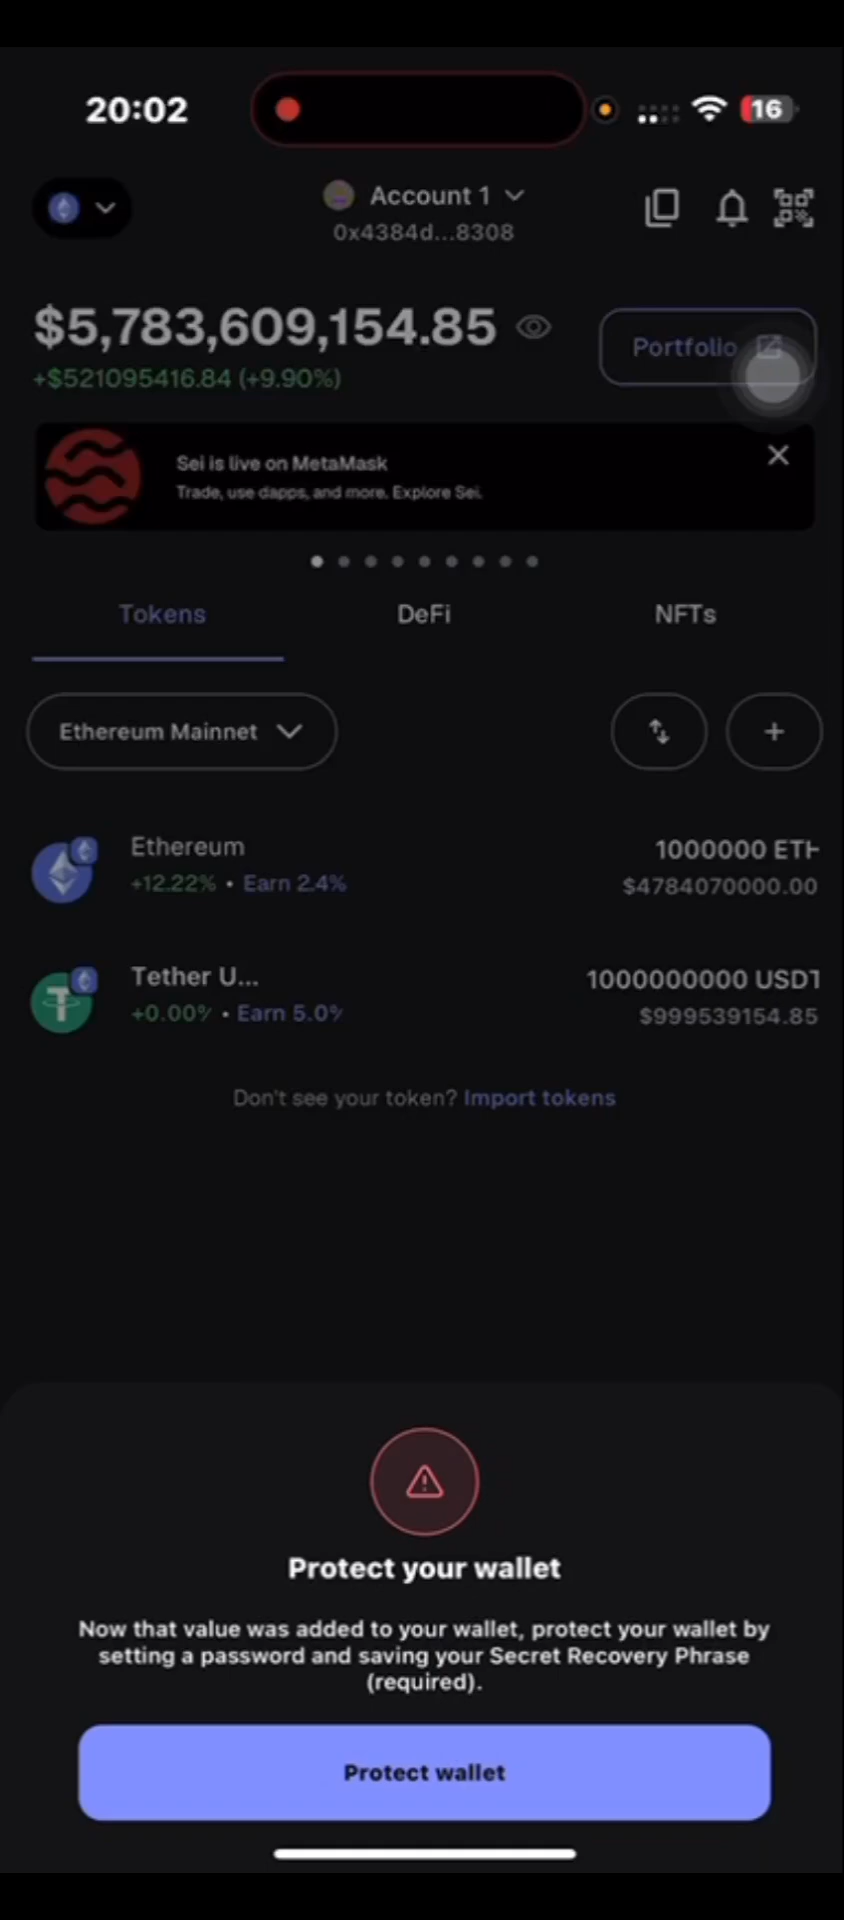 20:02
16
Account 1
0x4384d...8308
$5,783,609,154.85
Portfolio
+$521095416.84 (+9.90%)
Sei is live on MetaMask
Trade, use dapps, and more. Explore Sei.
Tokens
DeFi
NFTs
Ethereum Mainnet
Ethereum
1000000 ETH
+12.22% • Earn 2.4%
$4784070000.00
Tether U...
1000000000 USDT
+0.00% • Earn 5.0%
$999539154.85
Don't see your token? Import tokens
Protect your wallet
Now that value was added to your wallet, protect your wallet by
setting a password and saving your Secret Recovery Phrase
(required).
Protect wallet